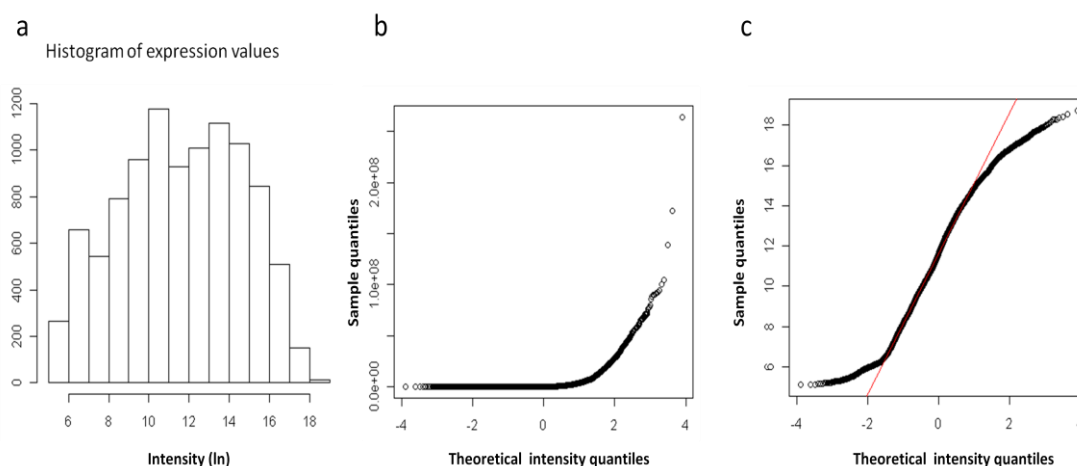 a
Histogram of expression values
1200
1000
800
600
400
200
0
6 8 10 12 14 16 18
Intensity (ln)
b
Sample quantiles
2.0e+08
1.0e+08
0.0e+00
-4 -2 0 2 4
Theoretical intensity quantiles
c
Sample quantiles
18
16
14
12
10
8
6
-4 -2 0 2
Theoretical intensity quantiles